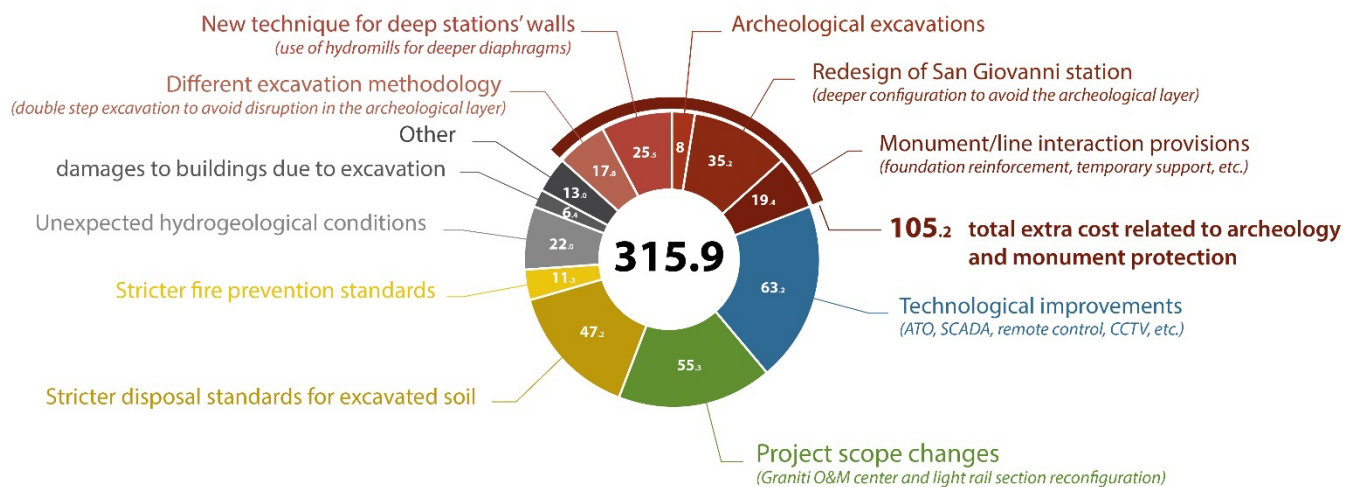 New technique for deep stations' walls
(use of hydromills for deeper diaphragms)
Archeological excavations
Different excavation methodology
(double step excavation to avoid disruption in the archeological layer)
Redesign of San Giovanni station
(deeper configuration to avoid the archeological layer)
Other
Monument/line interaction provisions
(foundation reinforcement, temporary support, etc.)
damages to buildings due to excavation
Unexpected hydrogeological conditions
105.2 total extra cost related to archeology
and monument protection
Stricter fire prevention standards
Technological improvements
(ATO, SCADA, remote control, CCTV, etc.)
Stricter disposal standards for excavated soil
Project scope changes
(Graniti O&M center and light rail section reconfiguration)
25.5
8
35.2
17.8
19.4
13.0
6.4
22.0
315.9
11.3
63.2
47.2
55.3